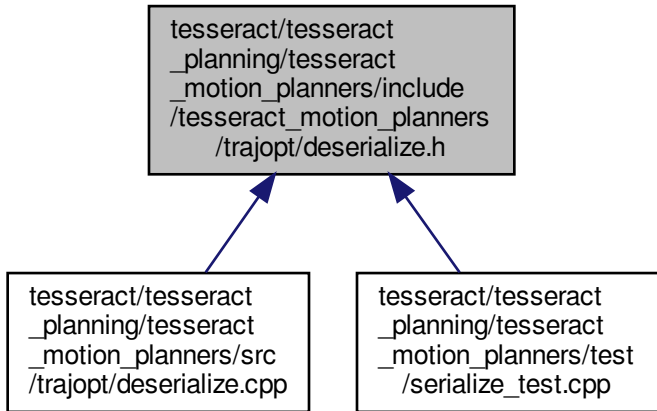 tesseract/tesseract
_planning/tesseract
_motion_planners/include
/tesseract_motion_planners
/trajopt/deserialize.h
tesseract/tesseract
_planning/tesseract
_motion_planners/src
/trajopt/deserialize.cpp
tesseract/tesseract
_planning/tesseract
_motion_planners/test
/serialize_test.cpp